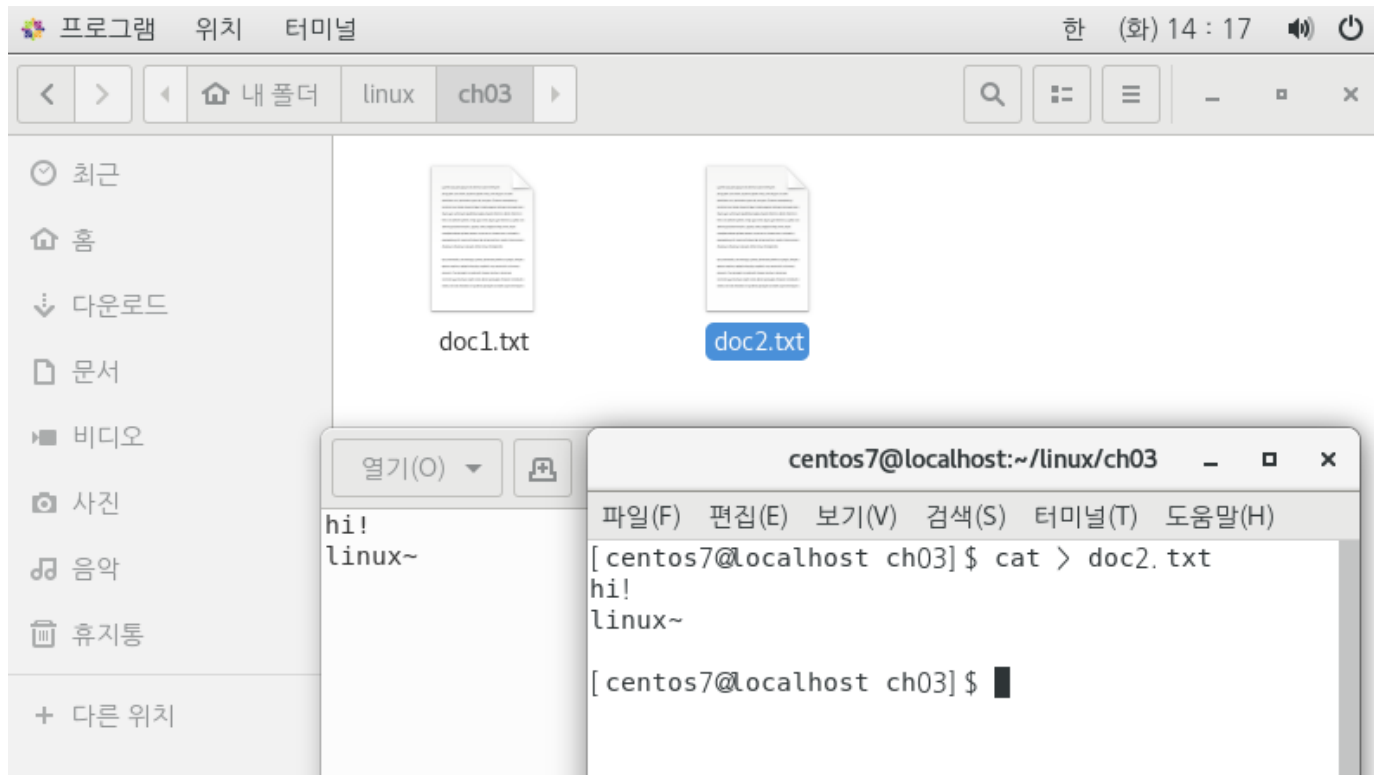 프로그램 위치 터미널 한 (화) 14 : 17
내 폴더 linux ch03
최근
홈
다운로드
문서
비디오
사진
음악
휴지통
+ 다른 위치
doc1.txt doc2.txt
열기(O)
hi!
linux~
centos7@localhost:~/linux/ch03
파일(F) 편집(E) 보기(V) 검색(S) 터미널(T) 도움말(H)
[centos7@localhost ch03]$ cat > doc2.txt
hi!
linux~
[centos7@localhost ch03]$